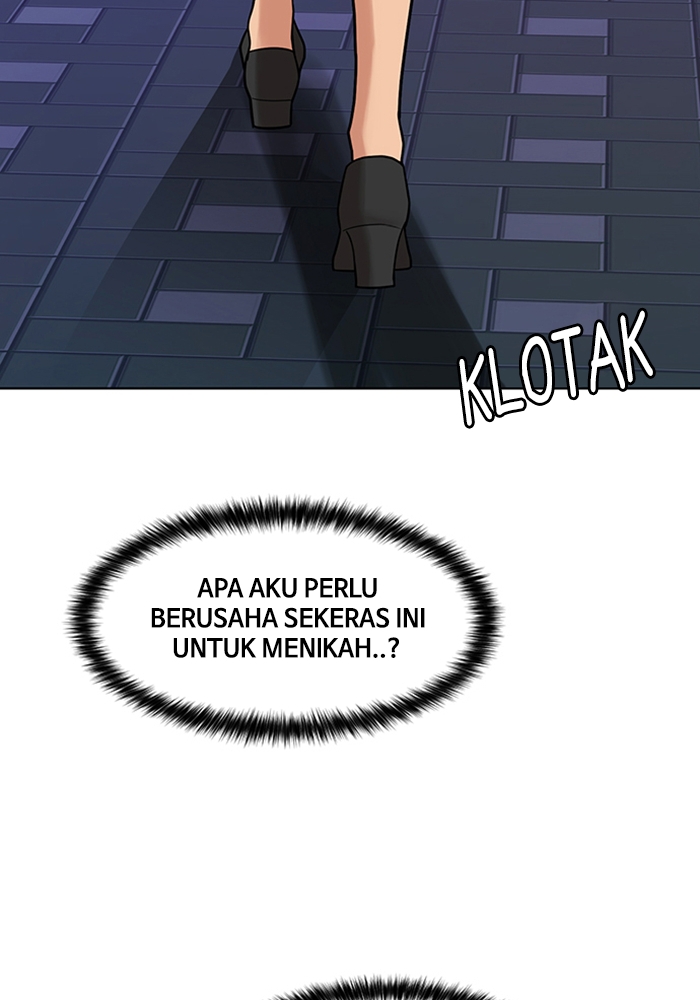 KLOTAK
APA AKU PERLU
BERUSAHA SEKERAS INI
UNTUK MENIKAH..?